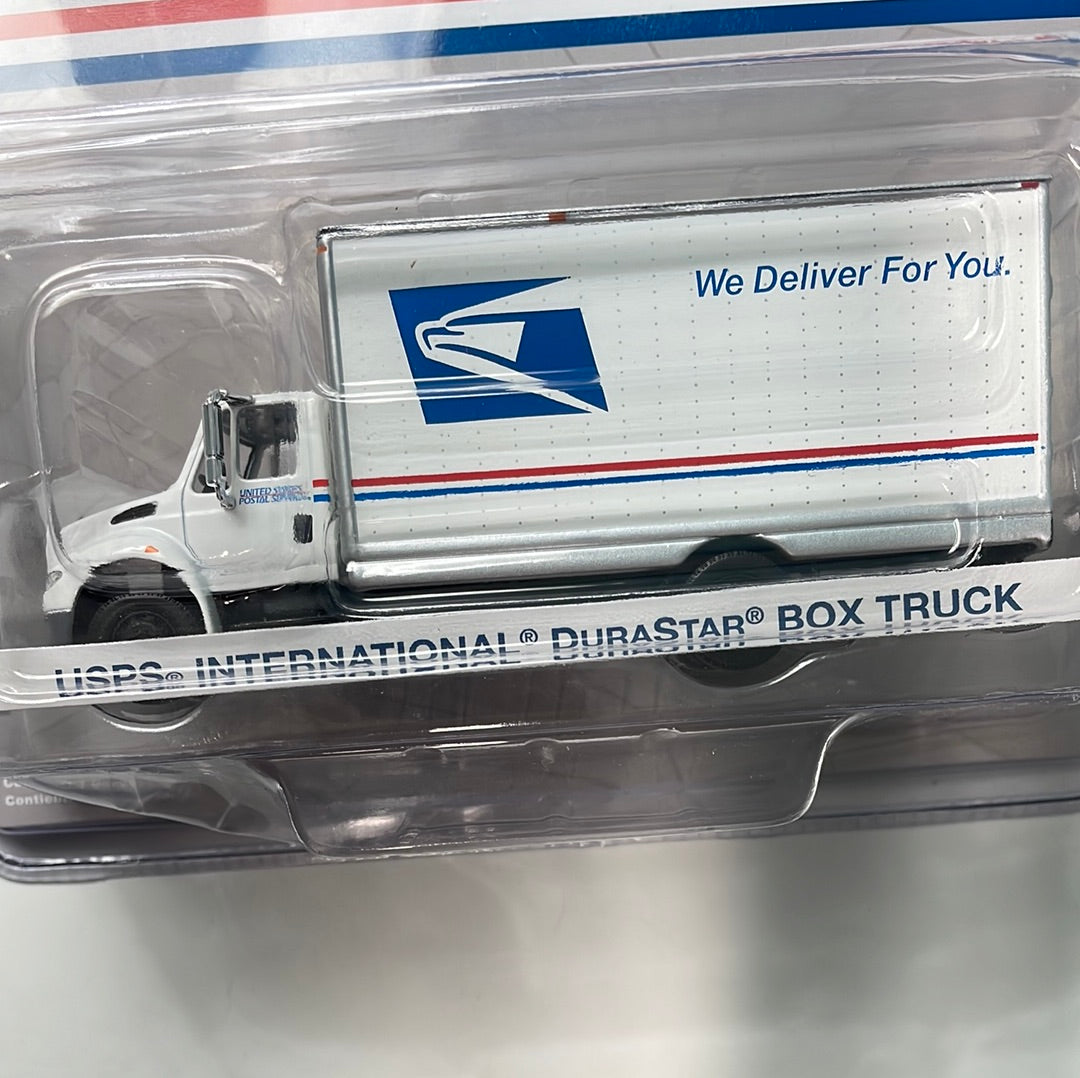 We Deliver For You.
UNITED STATES
POSTAL SERVICE
USPS® INTERNATIONAL® DURASTAR® BOX TRUCK